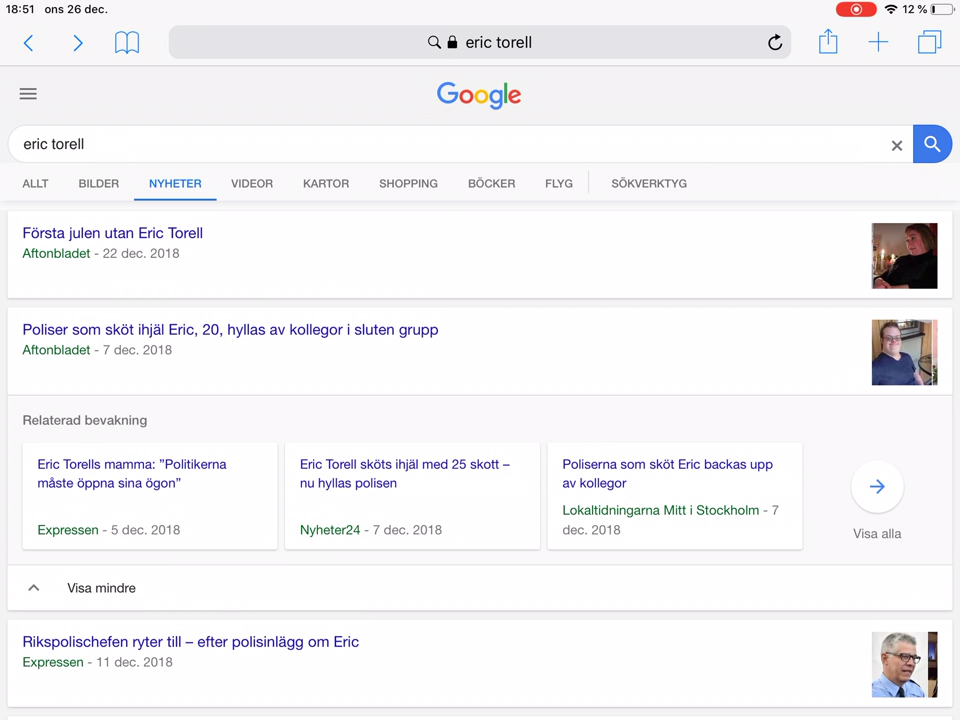 18:51 ons 26 dec. 12 %
eric torell
Google
eric torell
ALLT BILDER NYHETER VIDEOR KARTOR SHOPPING BÖCKER FLYG SÖKVERKTYG
Första julen utan Eric Torell
Aftonbladet - 22 dec. 2018
Poliser som sköt ihjäl Eric, 20, hyllas av kollegor i sluten grupp
Aftonbladet - 7 dec. 2018
Relaterad bevakning
Eric Torells mamma: ”Politikerna
måste öppna sina ögon”
Expressen - 5 dec. 2018
Eric Torell sköts ihjäl med 25 skott –
nu hyllas polisen
Nyheter24 - 7 dec. 2018
Poliserna som sköt Eric backas upp
av kollegor
Lokaltidningarna Mitt i Stockholm - 7
dec. 2018
Visa alla
Visa mindre
Rikspolischefen ryter till – efter polisinlägg om Eric
Expressen - 11 dec. 2018